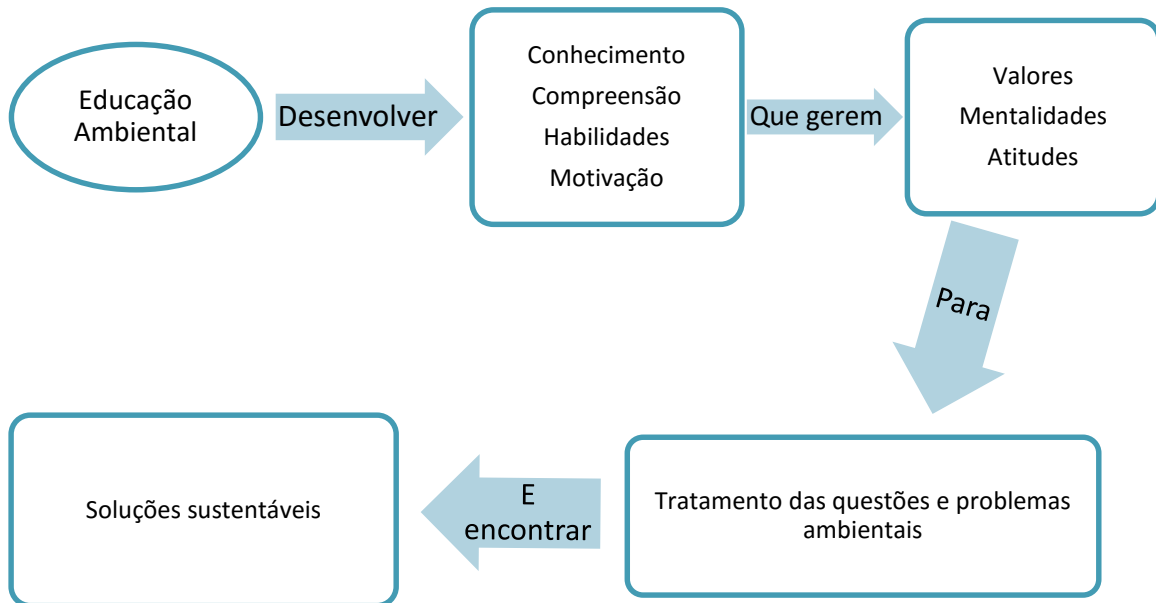 Educação
Ambiental
Desenvolver
Conhecimento
Compreensão
Habilidades
Motivação
Que gerem
Valores
Mentalidades
Atitudes
Para
Tratamento das questões e problemas
ambientais
E
encontrar
Soluções sustentáveis